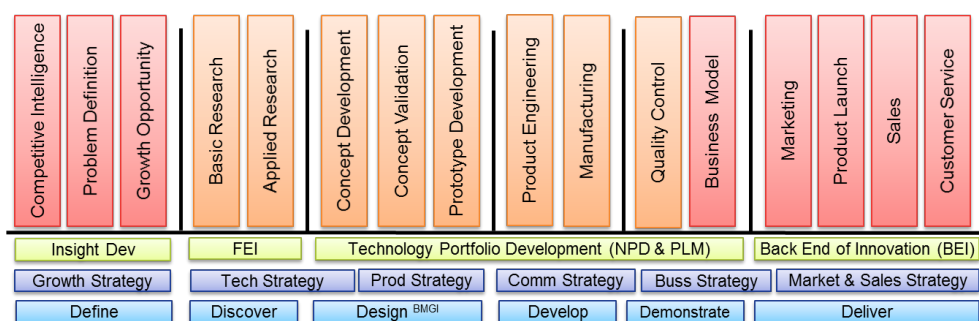 Competitive Intelligence
Problem Definition
Growth Opportunity
Basic Research
Applied Research
Concept Development
Concept Validation
Prototype Development
Product Engineering
Manufacturing
Quality Control
Business Model
Marketing
Product Launch
Sales
Customer Service
Insight Dev
FEI
Technology Portfolio Development (NPD & PLM)
Back End of Innovation (BEI)
Growth Strategy
Tech Strategy
Prod Strategy
Comm Strategy
Buss Strategy
Market & Sales Strategy
Define
Discover
Design BMGI
Develop
Demonstrate
Deliver